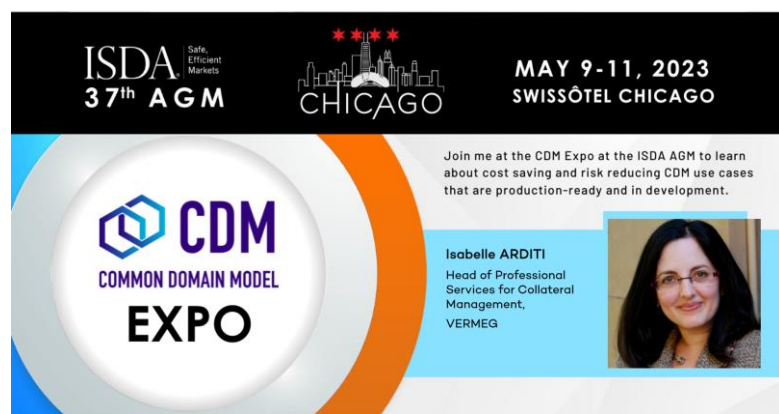 ISDA
Safe,
Efficient
Markets
37th AGM
CHICAGO
MAY 9-11, 2023
SWISSÔTEL CHICAGO
Join me at the CDM Expo at the ISDA AGM to learn
about cost saving and risk reducing CDM use cases
that are production-ready and in development.
CDM
COMMON DOMAIN MODEL
EXPO
Isabelle ARDITI
Head of Professional
Services for Collateral
Management,
VERMEG